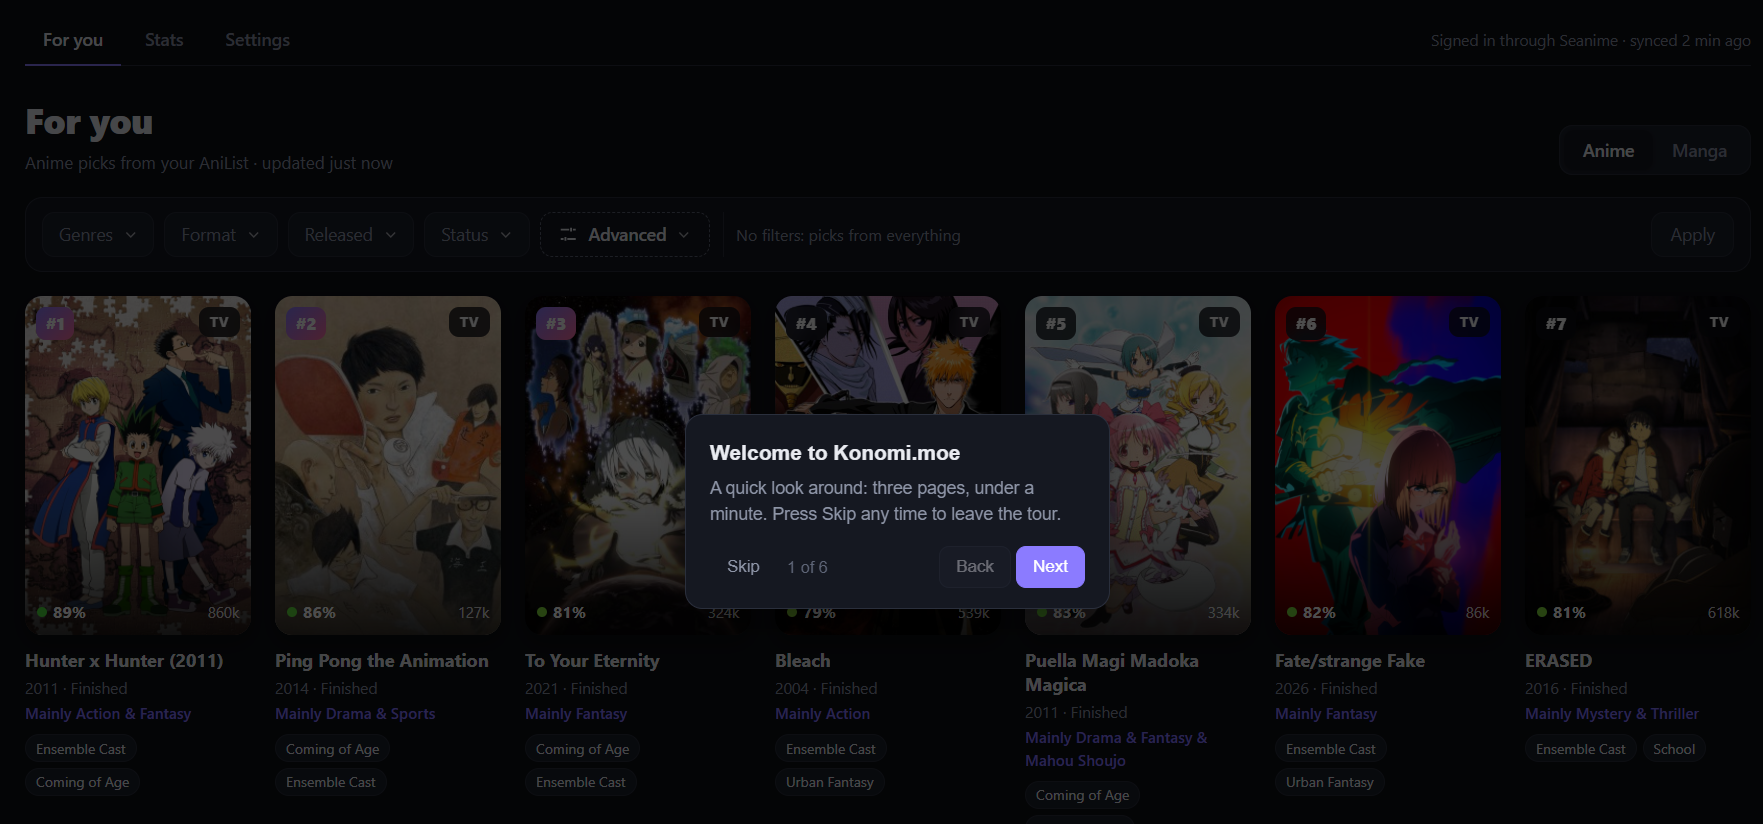 For you
Stats
Settings
Signed in through Seanime · synced 2 min ago
For you
Anime picks from your AniList · updated just now
Anime
Manga
Genres
Format
Released
Status
Advanced
No filters: picks from everything
Apply
#1
TV
#2
TV
#3
TV
#4
TV
#5
TV
#6
TV
#7
TV
Welcome to Konomi.moe
A quick look around: three pages, under a
minute. Press Skip any time to leave the tour.
Skip
1 of 6
Back
Next
89%
860k
86%
127k
81%
324k
79%
539k
83%
334k
82%
86k
81%
618k
Hunter x Hunter (2011)
2011 · Finished
Mainly Action & Fantasy
Ensemble Cast
Coming of Age
Ping Pong the Animation
2014 · Finished
Mainly Drama & Sports
Coming of Age
Ensemble Cast
To Your Eternity
2021 · Finished
Mainly Fantasy
Coming of Age
Ensemble Cast
Bleach
2004 · Finished
Mainly Action
Ensemble Cast
Urban Fantasy
Puella Magi Madoka
Magica
2011 · Finished
Mainly Drama & Fantasy &
Mahou Shoujo
Coming of Age
Fate/strange Fake
2026 · Finished
Mainly Fantasy
Ensemble Cast
Urban Fantasy
ERASED
2016 · Finished
Mainly Mystery & Thriller
Ensemble Cast
School